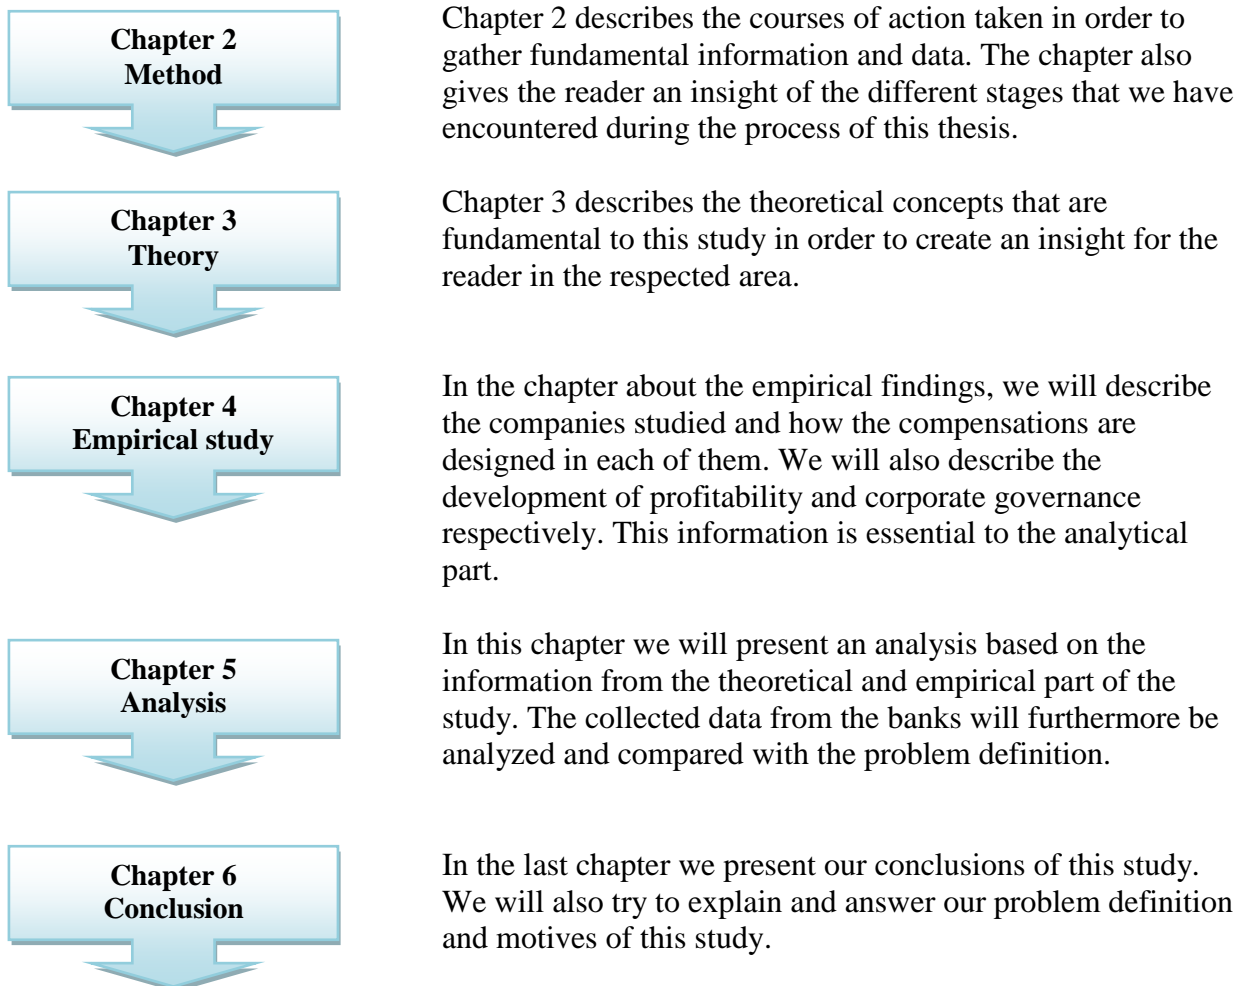 Chapter 2
Method
Chapter 2 describes the courses of action taken in order to
gather fundamental information and data. The chapter also
gives the reader an insight of the different stages that we have
encountered during the process of this thesis.
Chapter 3
Theory
Chapter 3 describes the theoretical concepts that are
fundamental to this study in order to create an insight for the
reader in the respected area.
Chapter 4
Empirical study
In the chapter about the empirical findings, we will describe
the companies studied and how the compensations are
designed in each of them. We will also describe the
development of profitability and corporate governance
respectively. This information is essential to the analytical
part.
Chapter 5
Analysis
In this chapter we will present an analysis based on the
information from the theoretical and empirical part of the
study. The collected data from the banks will furthermore be
analyzed and compared with the problem definition.
Chapter 6
Conclusion
In the last chapter we present our conclusions of this study.
We will also try to explain and answer our problem definition
and motives of this study.